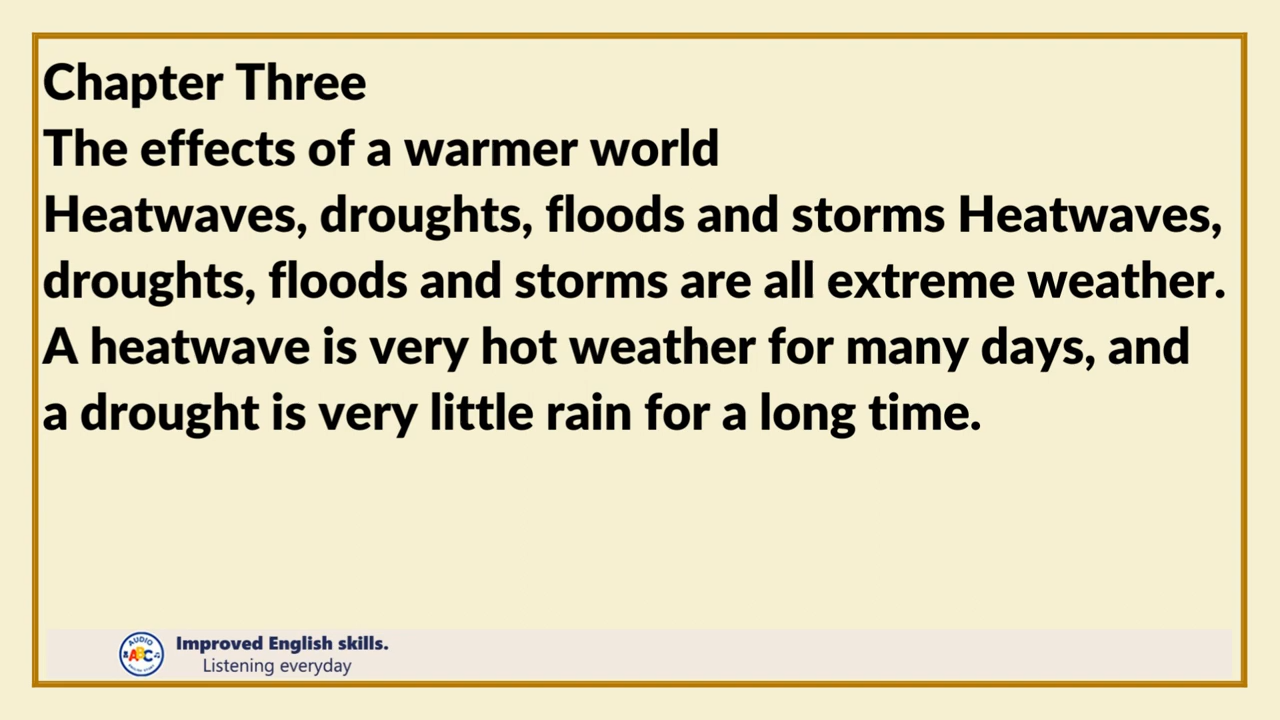 Chapter Three
The effects of a warmer world
Heatwaves, droughts, floods and storms Heatwaves,
droughts, floods and storms are all extreme weather.
A heatwave is very hot weather for many days, and
a drought is very little rain for a long time.
AUDIO
ABC
Improved English skills.
Listening everyday